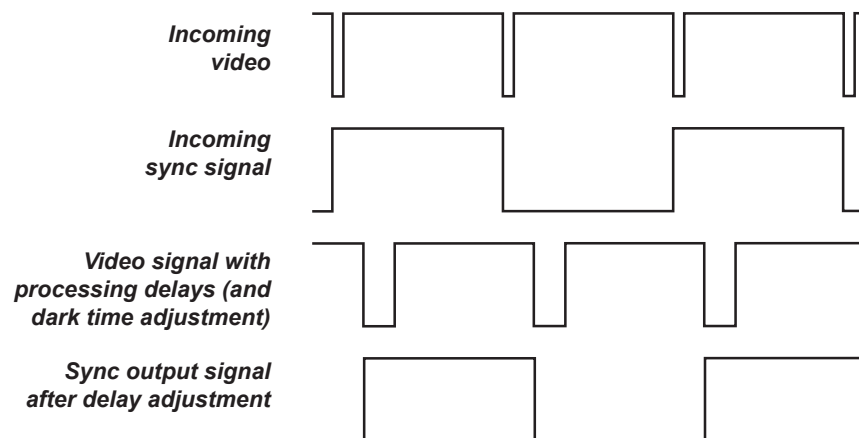 Incoming
video
Incoming
sync signal
Video signal with
processing delays (and
dark time adjustment)
Sync output signal
after delay adjustment